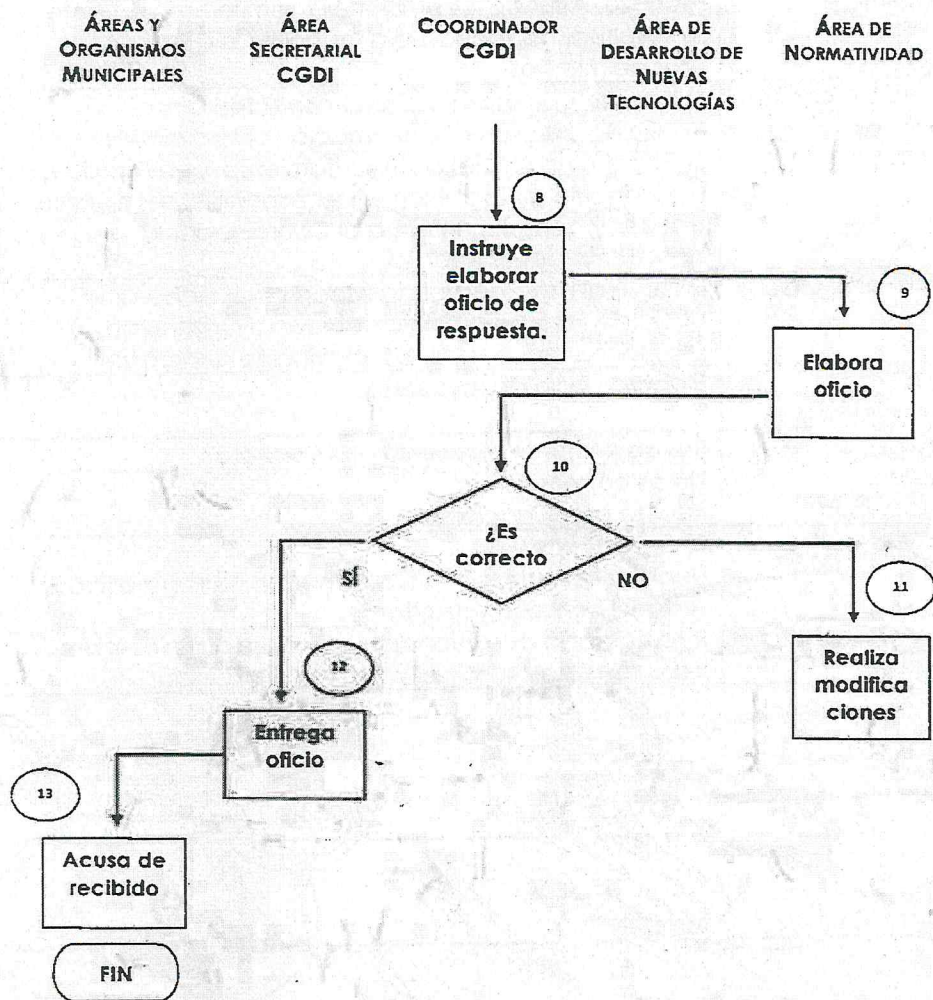 ÁREAS Y
ORGANISMOS
MUNICIPALES
ÁREA
SECRETARIAL
CGDI
COORDINADOR
CGDI
ÁREA DE
DESARROLLO DE
NUEVAS
TECNOLOGÍAS
ÁREA DE
NORMATIVIDAD
8
Instruye
elaborar
oficio de
respuesta.
9
Elabora
oficio
10
¿Es
correcto
SÍ
NO
11
Realiza
modifica
ciones
12
Entrega
oficio
13
Acusa de
recibido
FIN